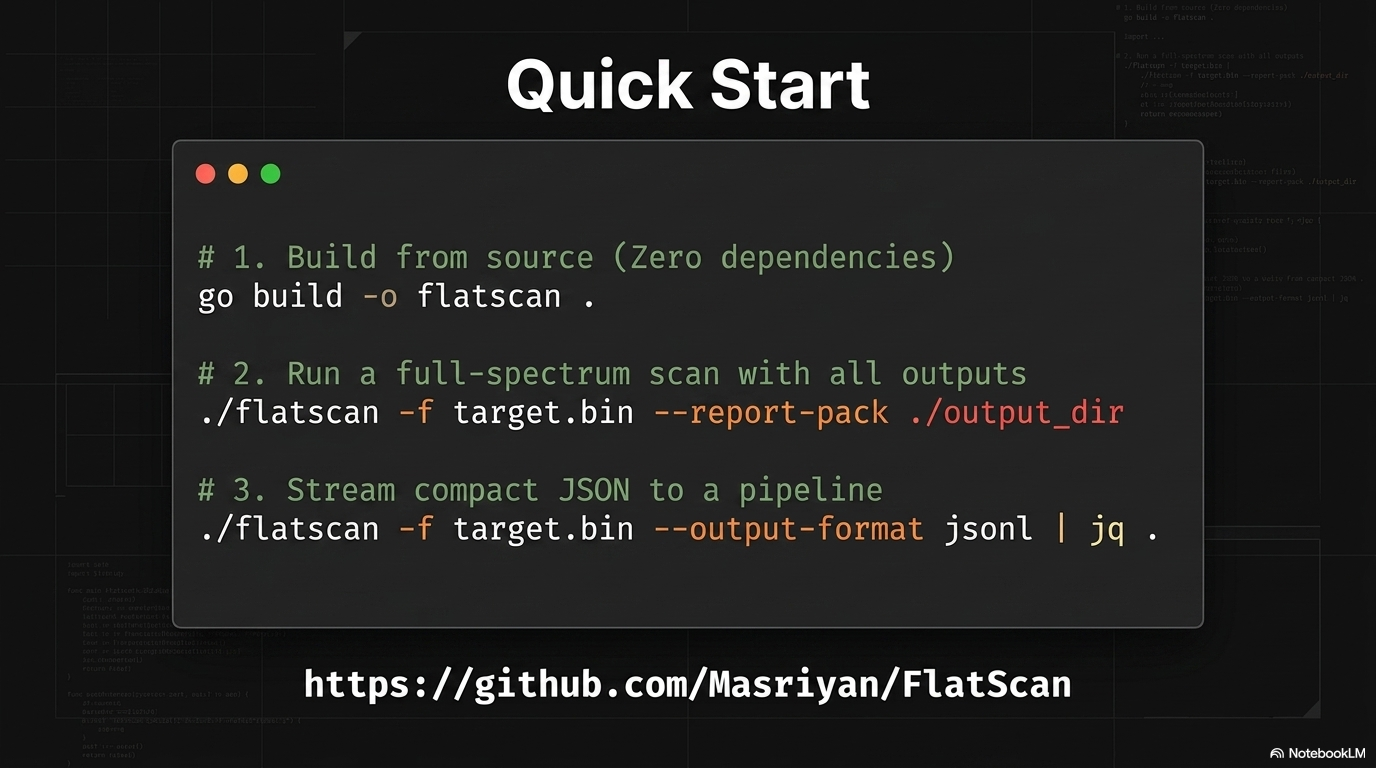 Quick Start
# 1. Build from source (Zero dependencies)
go build -o flatscan .
# 2. Run a full-spectrum scan with all outputs
./flatscan -f target.bin --report-pack ./output_dir
# 3. Stream compact JSON to a pipeline
./flatscan -f target.bin --output-format jsonl | jq .
https://github.com/Masriyan/FlatScan
NotebookLM